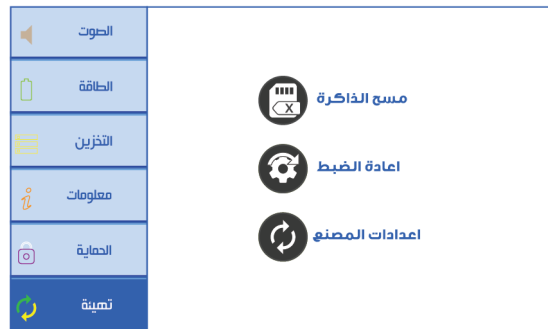 الصوت
الطاقة
التخزين
معلومات
الحماية
تهيئة
مسح الذاكرة
X
اعادة الضبط
اعدادات المصنع